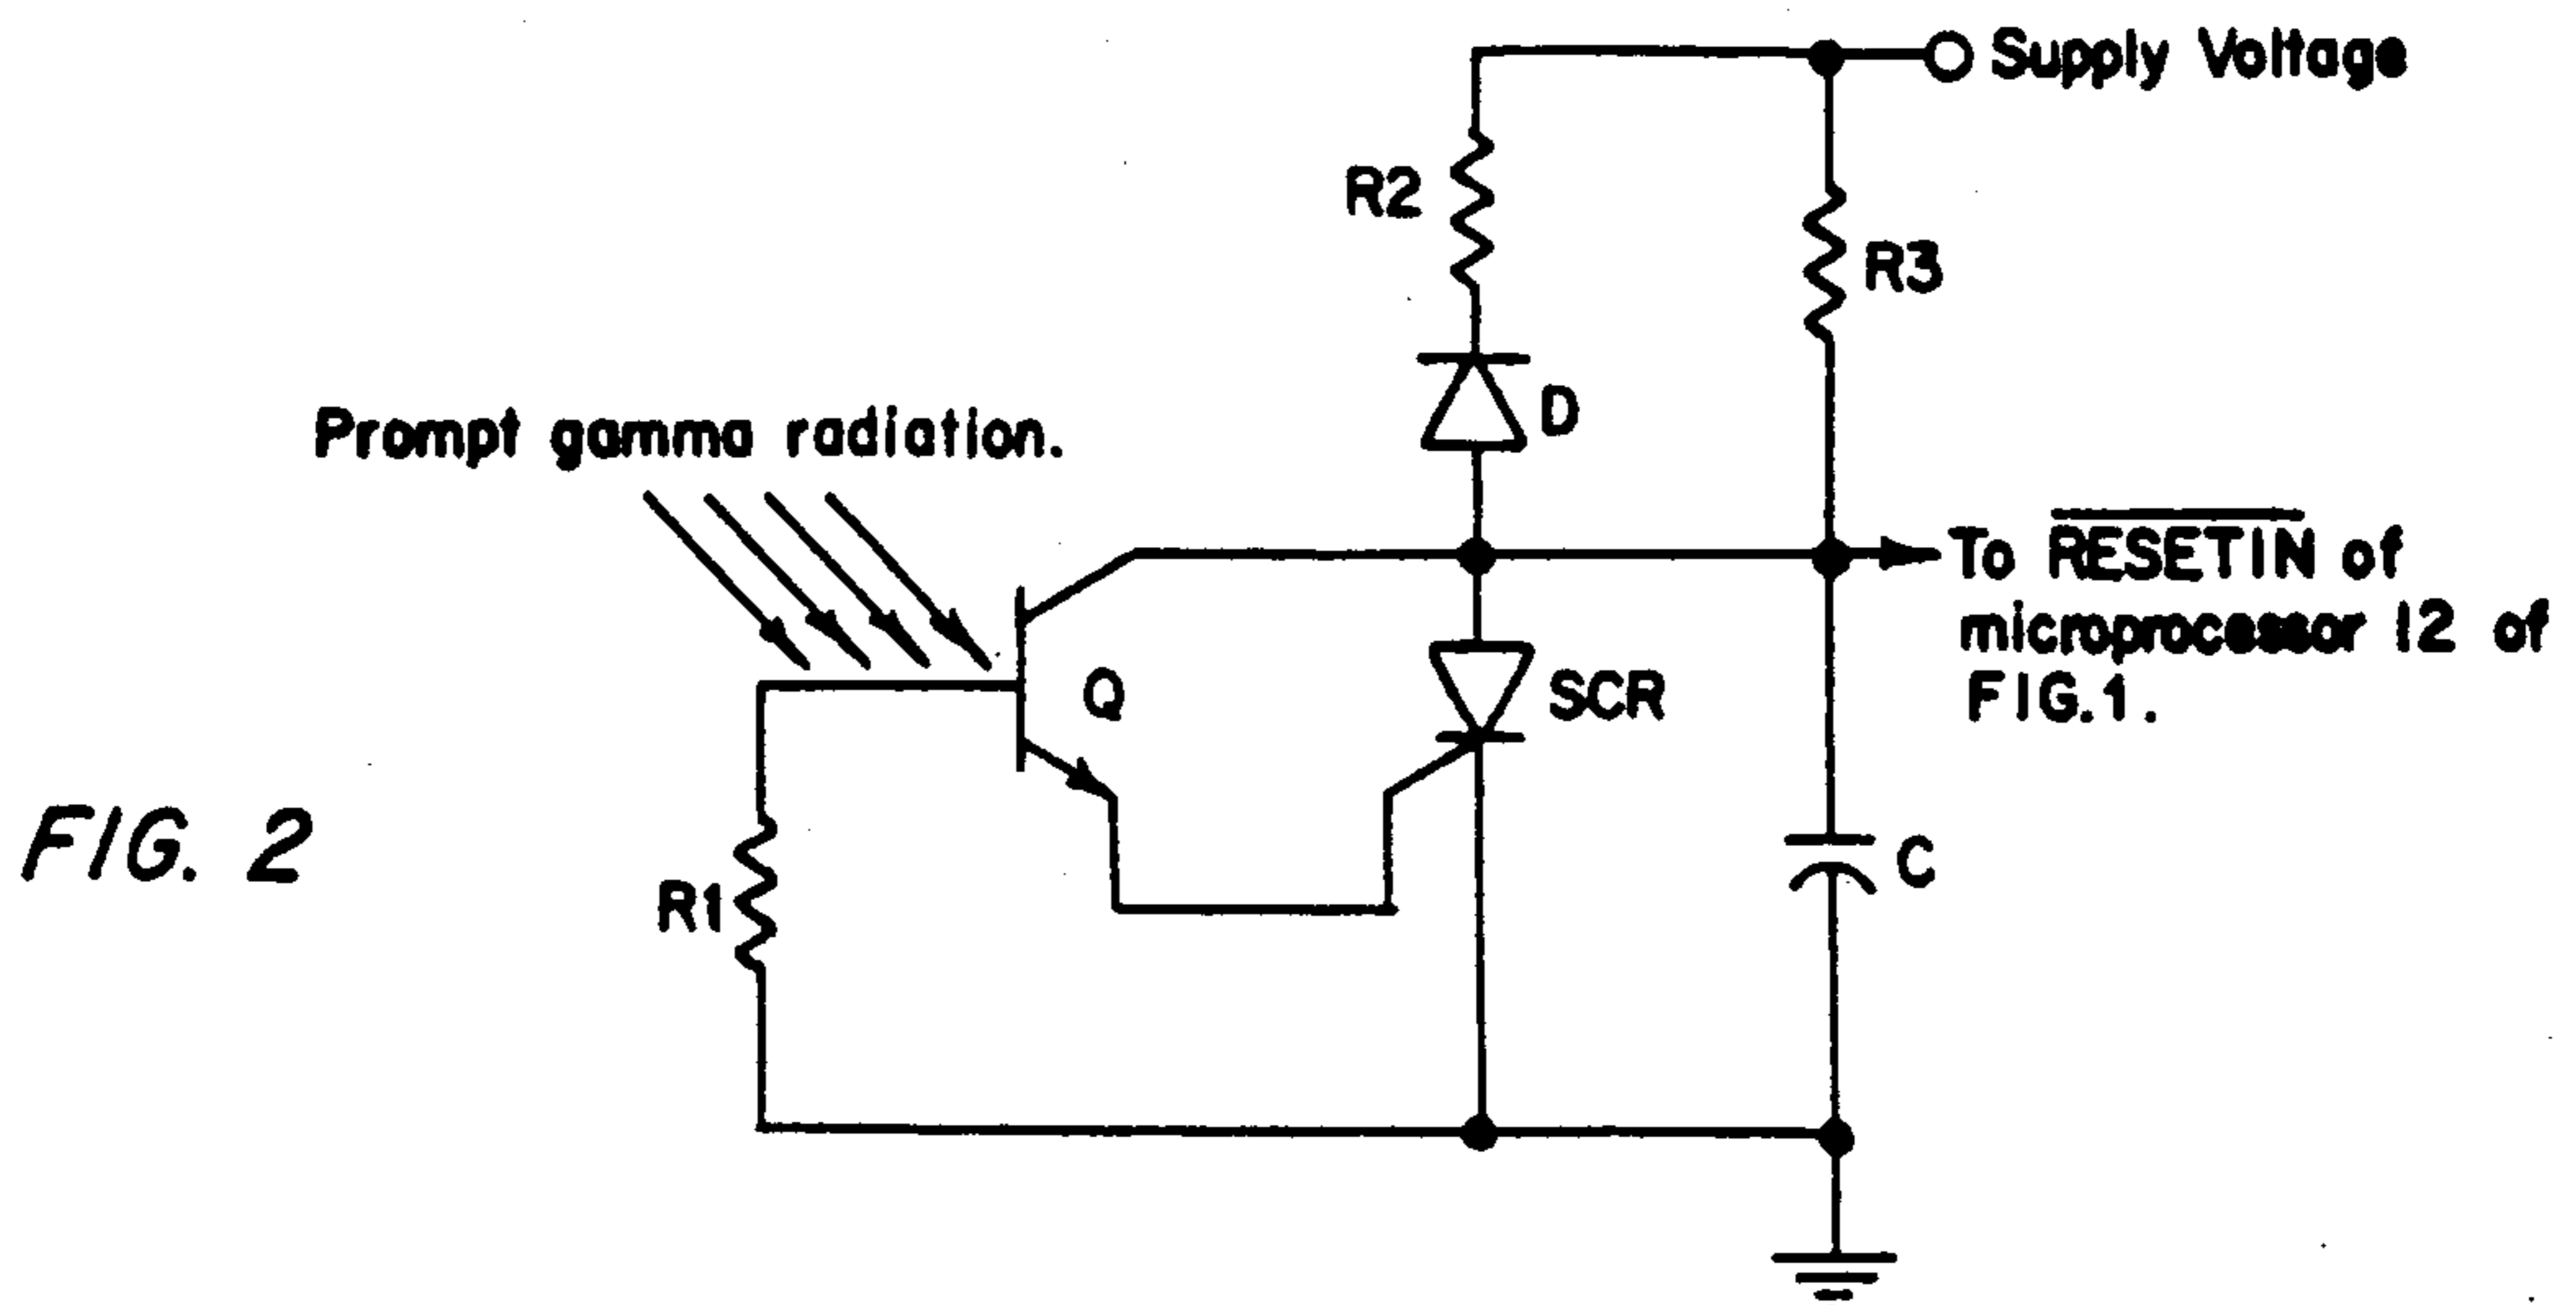 Supply Voltage
R2
R3
D
Prompt gamma radiation.
To RESETIN of
microprocessor 12 of
FIG.1.
Q
SCR
FIG. 2
R1
C